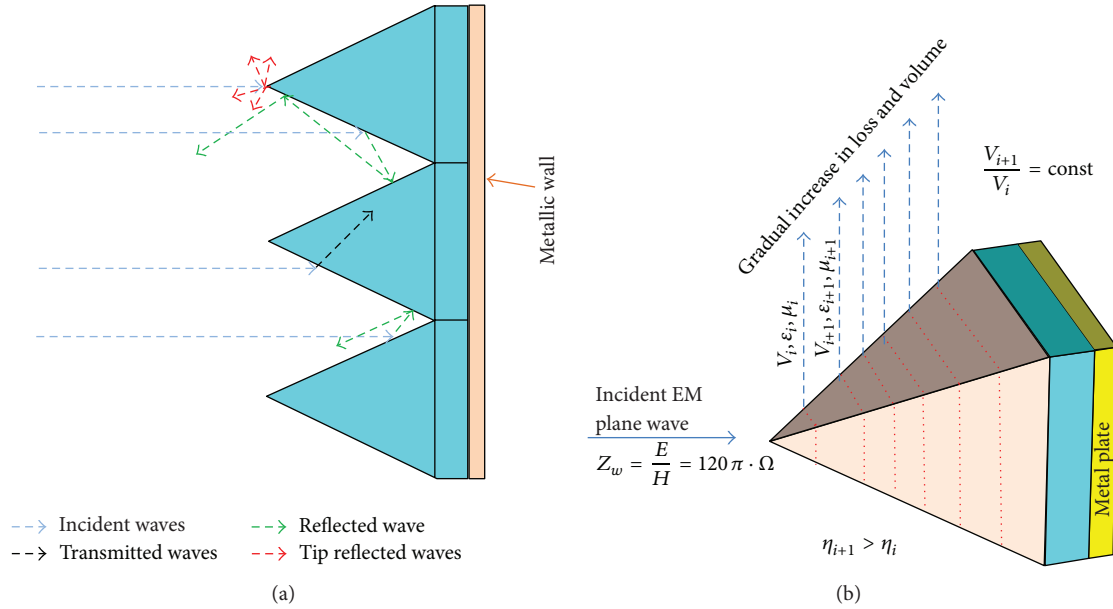 Metallic wall
Incident waves
Reflected wave
Transmitted waves
Tip reflected waves
(a)
Gradual increase in loss and volume
V_{i+1}/V_i = const
V_i, ε_i, μ_i
V_{i+1}, ε_{i+1}, μ_{i+1}
Incident EM
plane wave
Z_w = E/H = 120 π · Ω
Metal plate
η_{i+1} > η_i
(b)